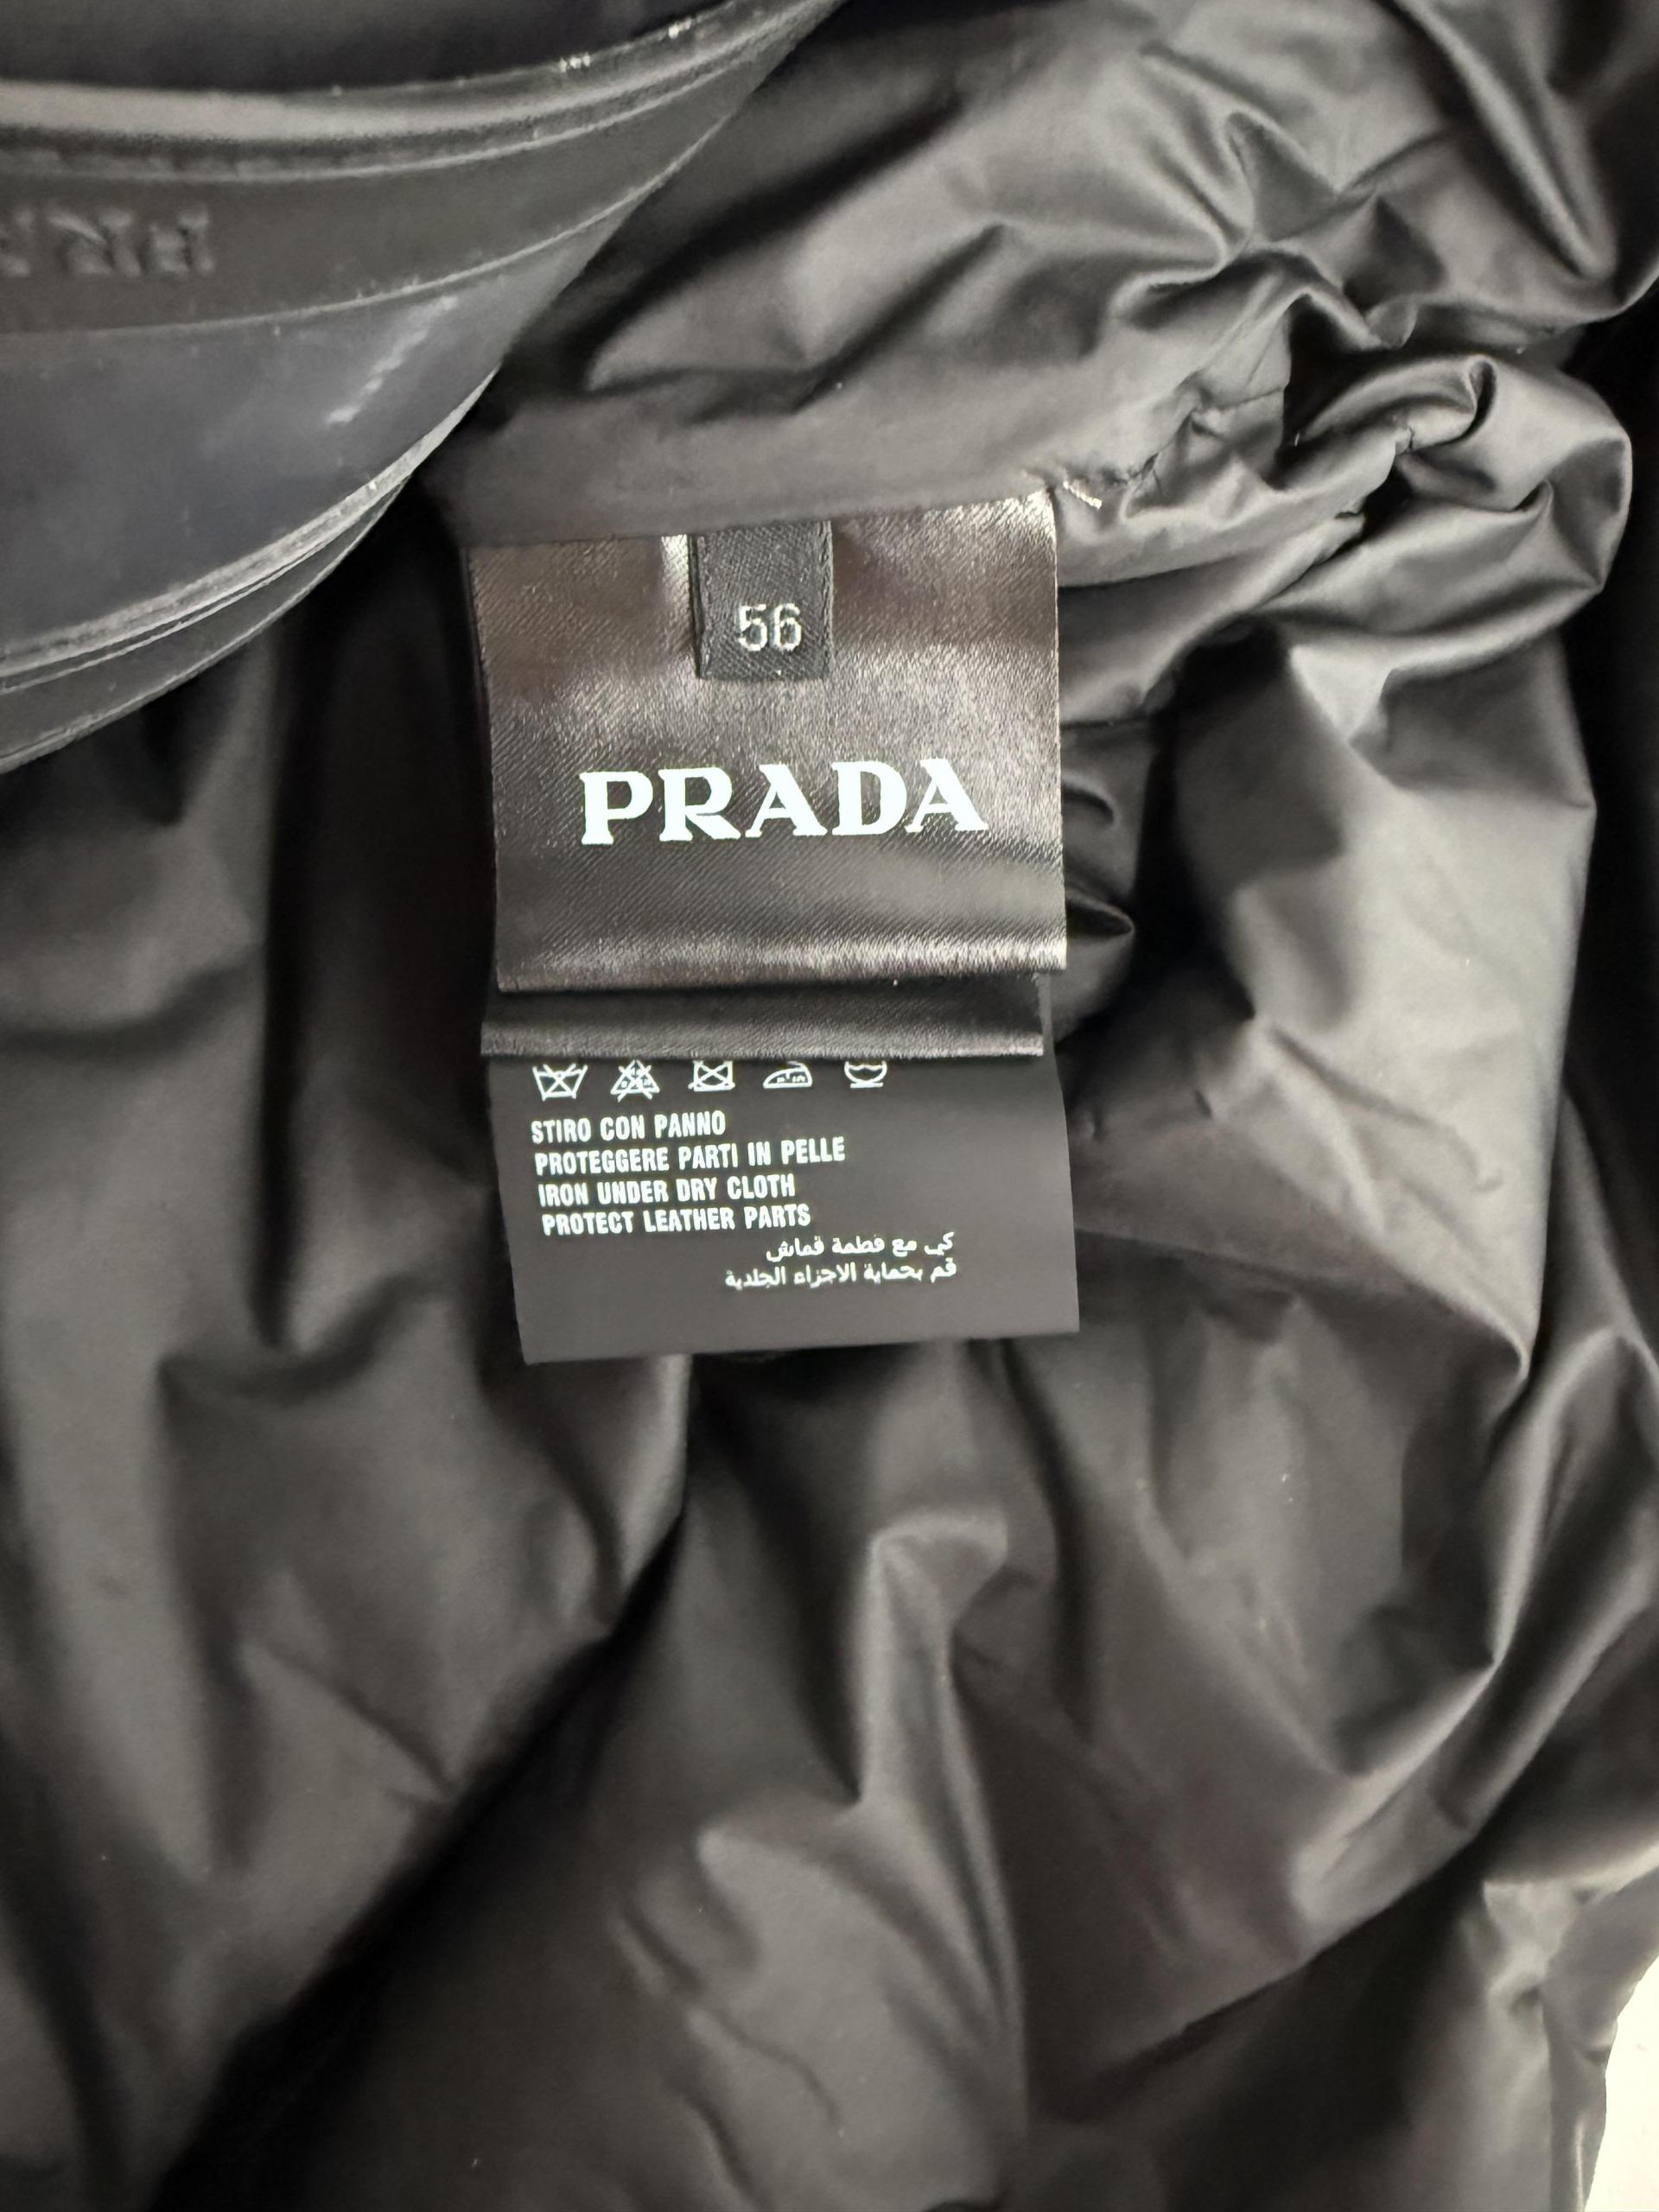 56
PRADA
STIRO CON PANNO
PROTEGGERE PARTI IN PELLE
IRON UNDER DRY CLOTH
PROTECT LEATHER PARTS
كي مع قطعة قماش
قم بحماية الاجزاء الجلدية